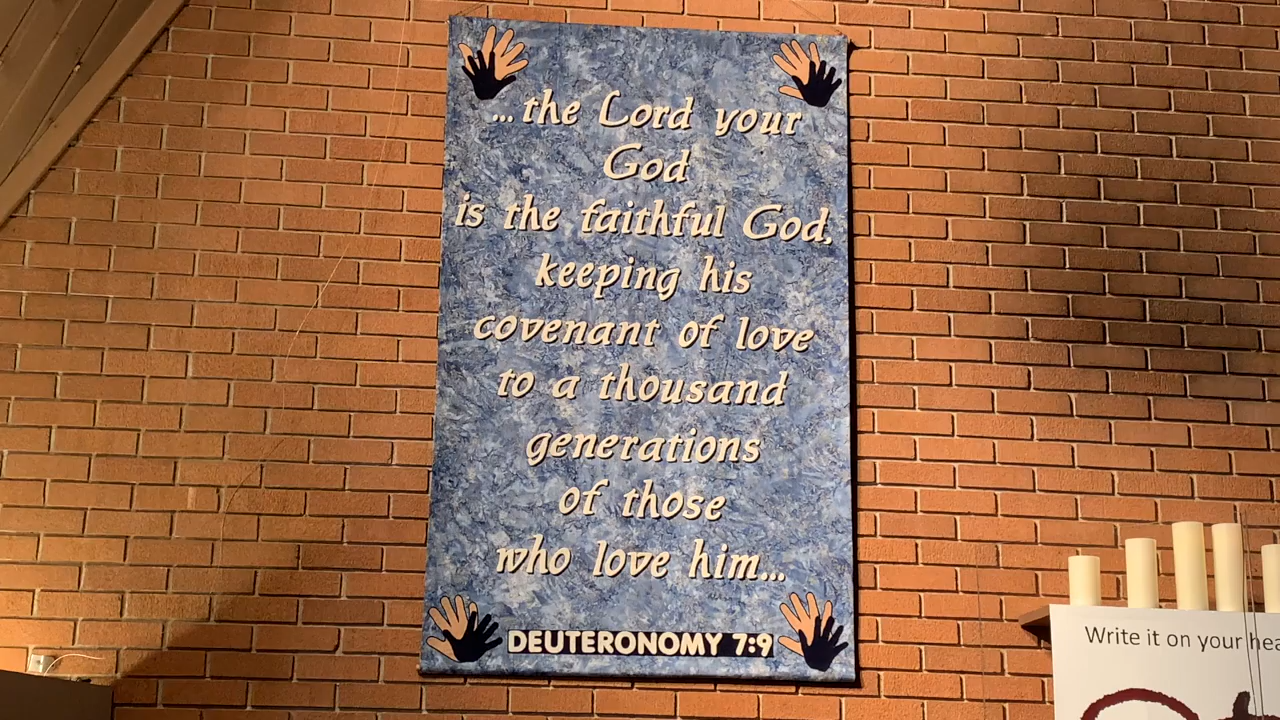 ... the Lord your
God
is the faithful God,
keeping his
covenant of love
to a thousand
generations
of those
who love him...
DEUTERONOMY 7:9
Write it on your